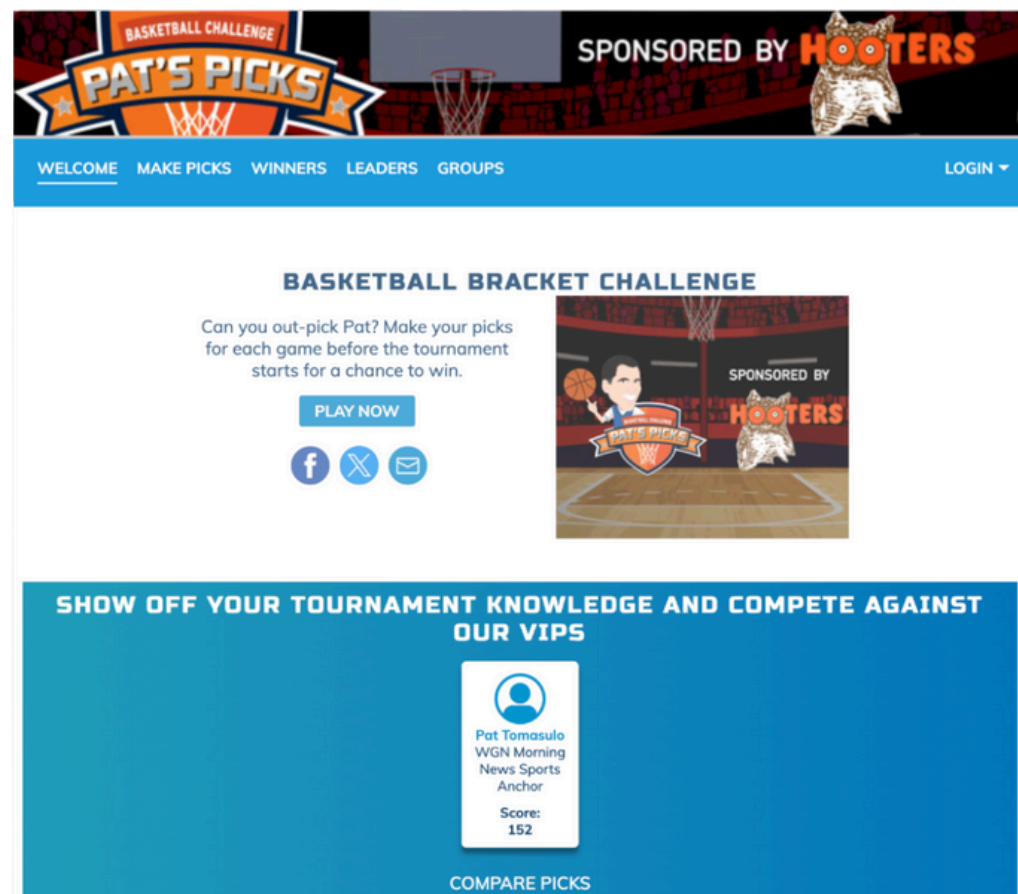 BASKETBALL CHALLENGE
PAT'S PICKS
SPONSORED BY HOOTERS
WELCOME MAKE PICKS WINNERS LEADERS GROUPS LOGIN
BASKETBALL BRACKET CHALLENGE
Can you out-pick Pat? Make your picks
for each game before the tournament
starts for a chance to win.
PLAY NOW
SPONSORED BY
HOOTERS
BASKETBALL CHALLENGE
PAT'S PICKS
SHOW OFF YOUR TOURNAMENT KNOWLEDGE AND COMPETE AGAINST
OUR VIPS
Pat Tomasulo
WGN Morning
News Sports
Anchor
Score:
152
COMPARE PICKS